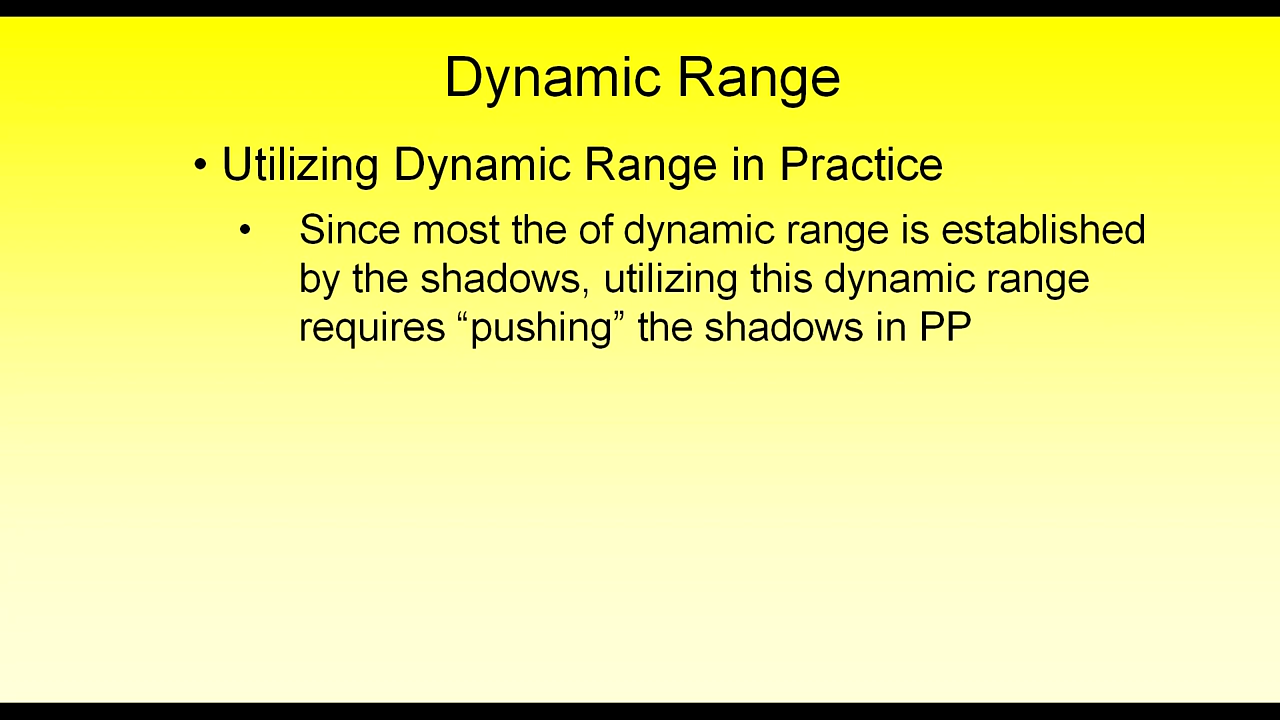 Dynamic Range
• Utilizing Dynamic Range in Practice
• Since most the of dynamic range is established
by the shadows, utilizing this dynamic range
requires “pushing” the shadows in PP